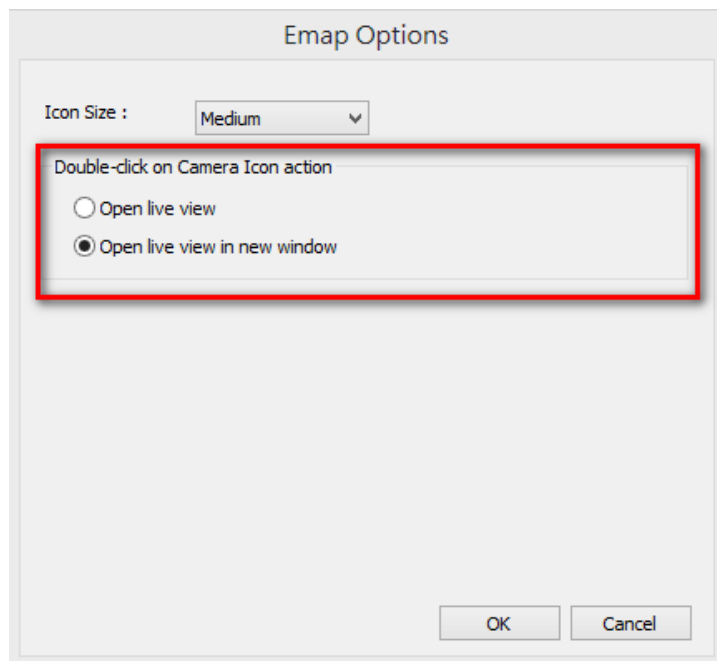 Emap Options
Icon Size : Medium
Double-click on Camera Icon action
Open live view
Open live view in new window
OK Cancel